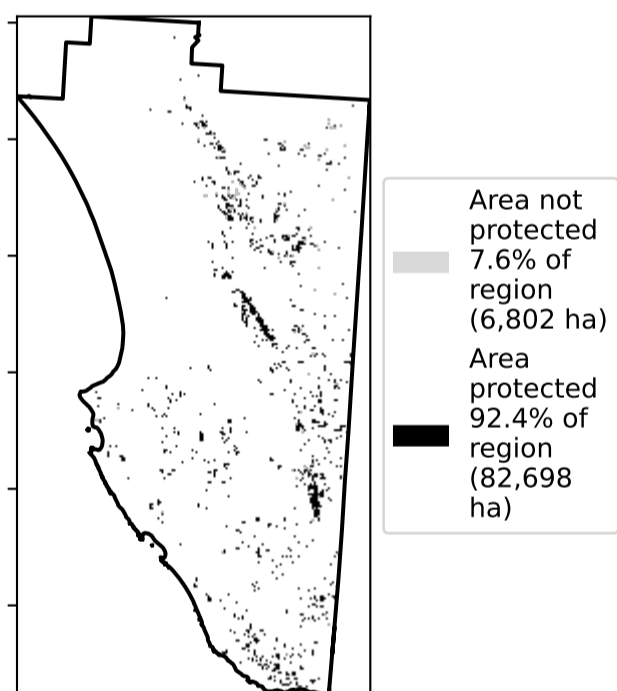 Area not
protected
7.6% of
region
(6,802 ha)
Area
protected
92.4% of
region
(82,698
ha)